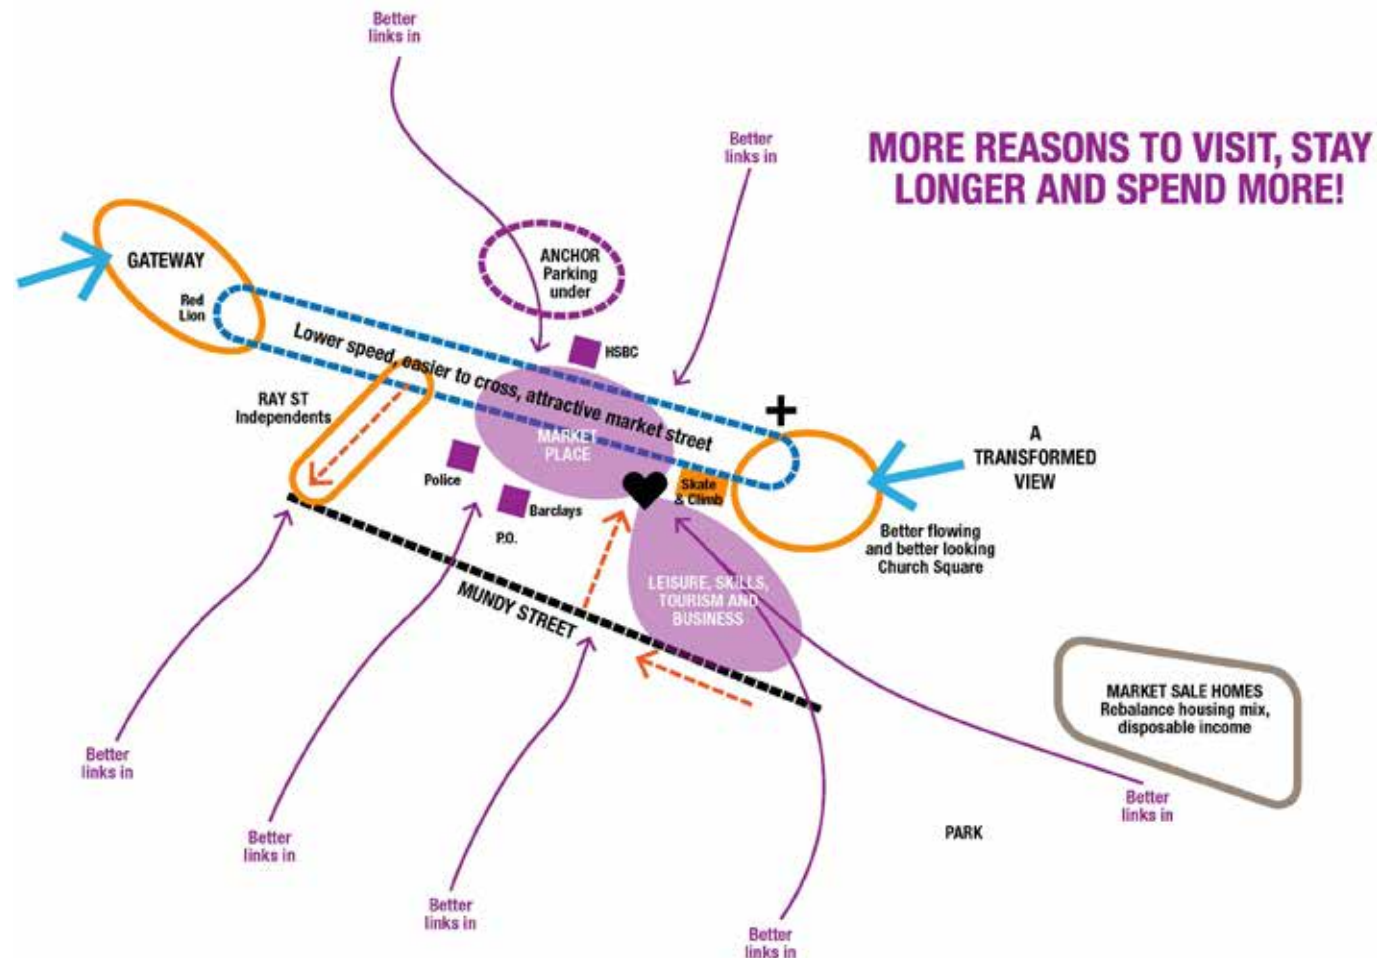 Better
links in
Better
links in
MORE REASONS TO VISIT, STAY
LONGER AND SPEND MORE!
GATEWAY
Red
Lion
ANCHOR
Parking
under
HSBC
Lower speed, easier to cross, attractive market street
RAY ST
Independents
MARKET
PLACE
Police
Barclays
P.O.
Skate
& Climb
A
TRANSFORMED
VIEW
Better flowing
and better looking
Church Square
MUNDY STREET
LEISURE, SKILLS,
TOURISM AND
BUSINESS
MARKET SALE HOMES
Rebalance housing mix,
disposable income
Better
links in
Better
links in
PARK
Better
links in
Better
links in
Better
links in